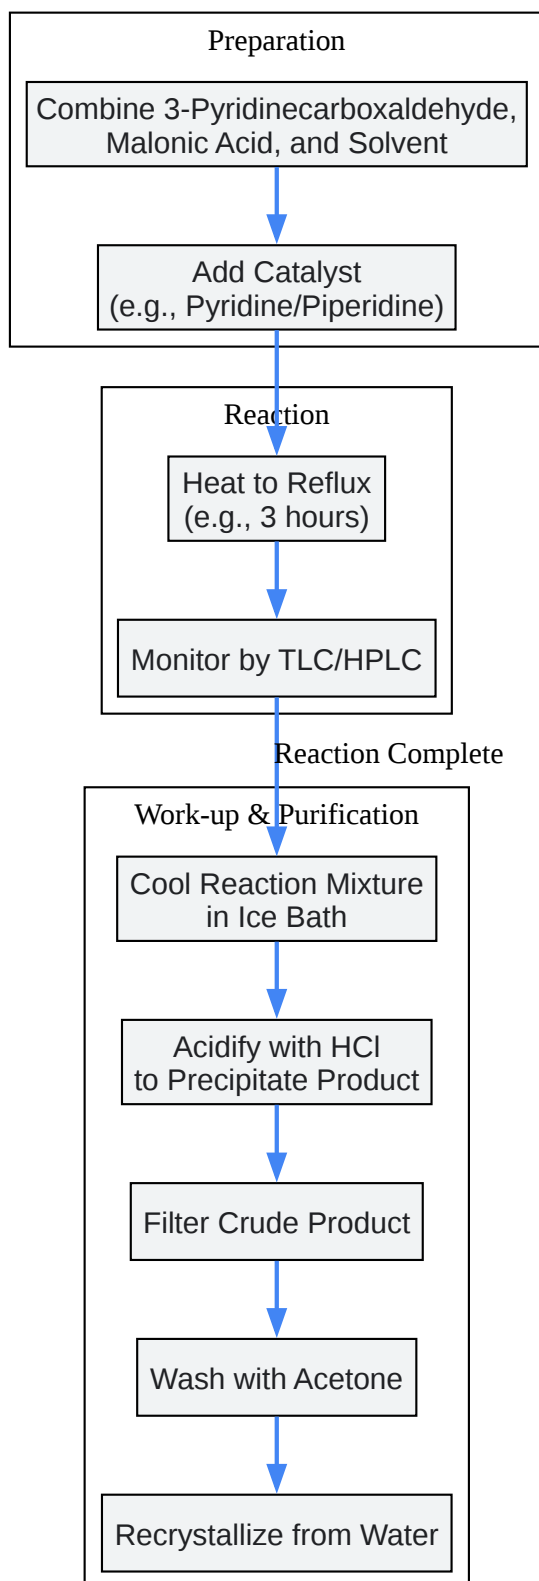 Preparation
Combine 3-Pyridinecarboxaldehyde,
Malonic Acid, and Solvent
Add Catalyst
(e.g., Pyridine/Piperidine)
Reaction
Heat to Reflux
(e.g., 3 hours)
Monitor by TLC/HPLC
Reaction Complete
Work-up & Purification
Cool Reaction Mixture
in Ice Bath
Acidify with HCl
to Precipitate Product
Filter Crude Product
Wash with Acetone
Recrystallize from Water